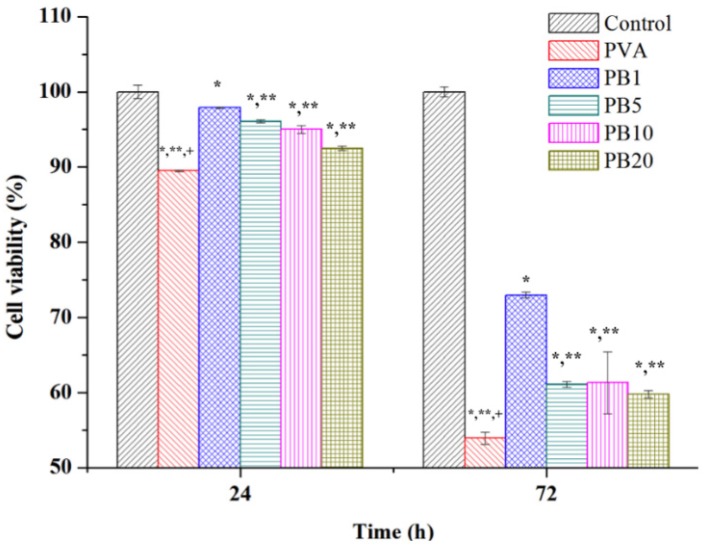 110
100
90
80
70
60
50
Cell viability (%)
Control
PVA
PB1
PB5
PB10
PB20
*,**,+
*
*,**
*,**
*,**
*,**,+
*
*,**
*,**
*,**
24
72
Time (h)